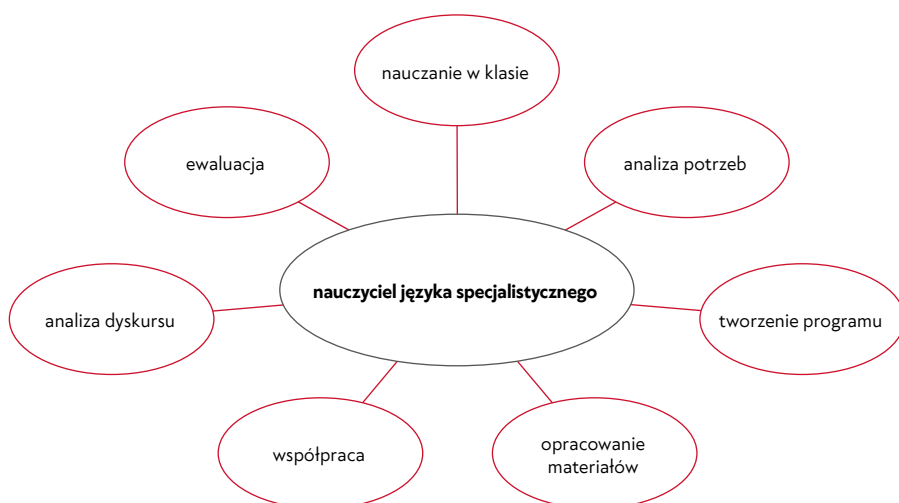 nauczanie w klasie
ewaluacja
analiza potrzeb
nauczyciel języka specjalistycznego
analiza dyskursu
tworzenie programu
współpraca
opracowanie
materiałów